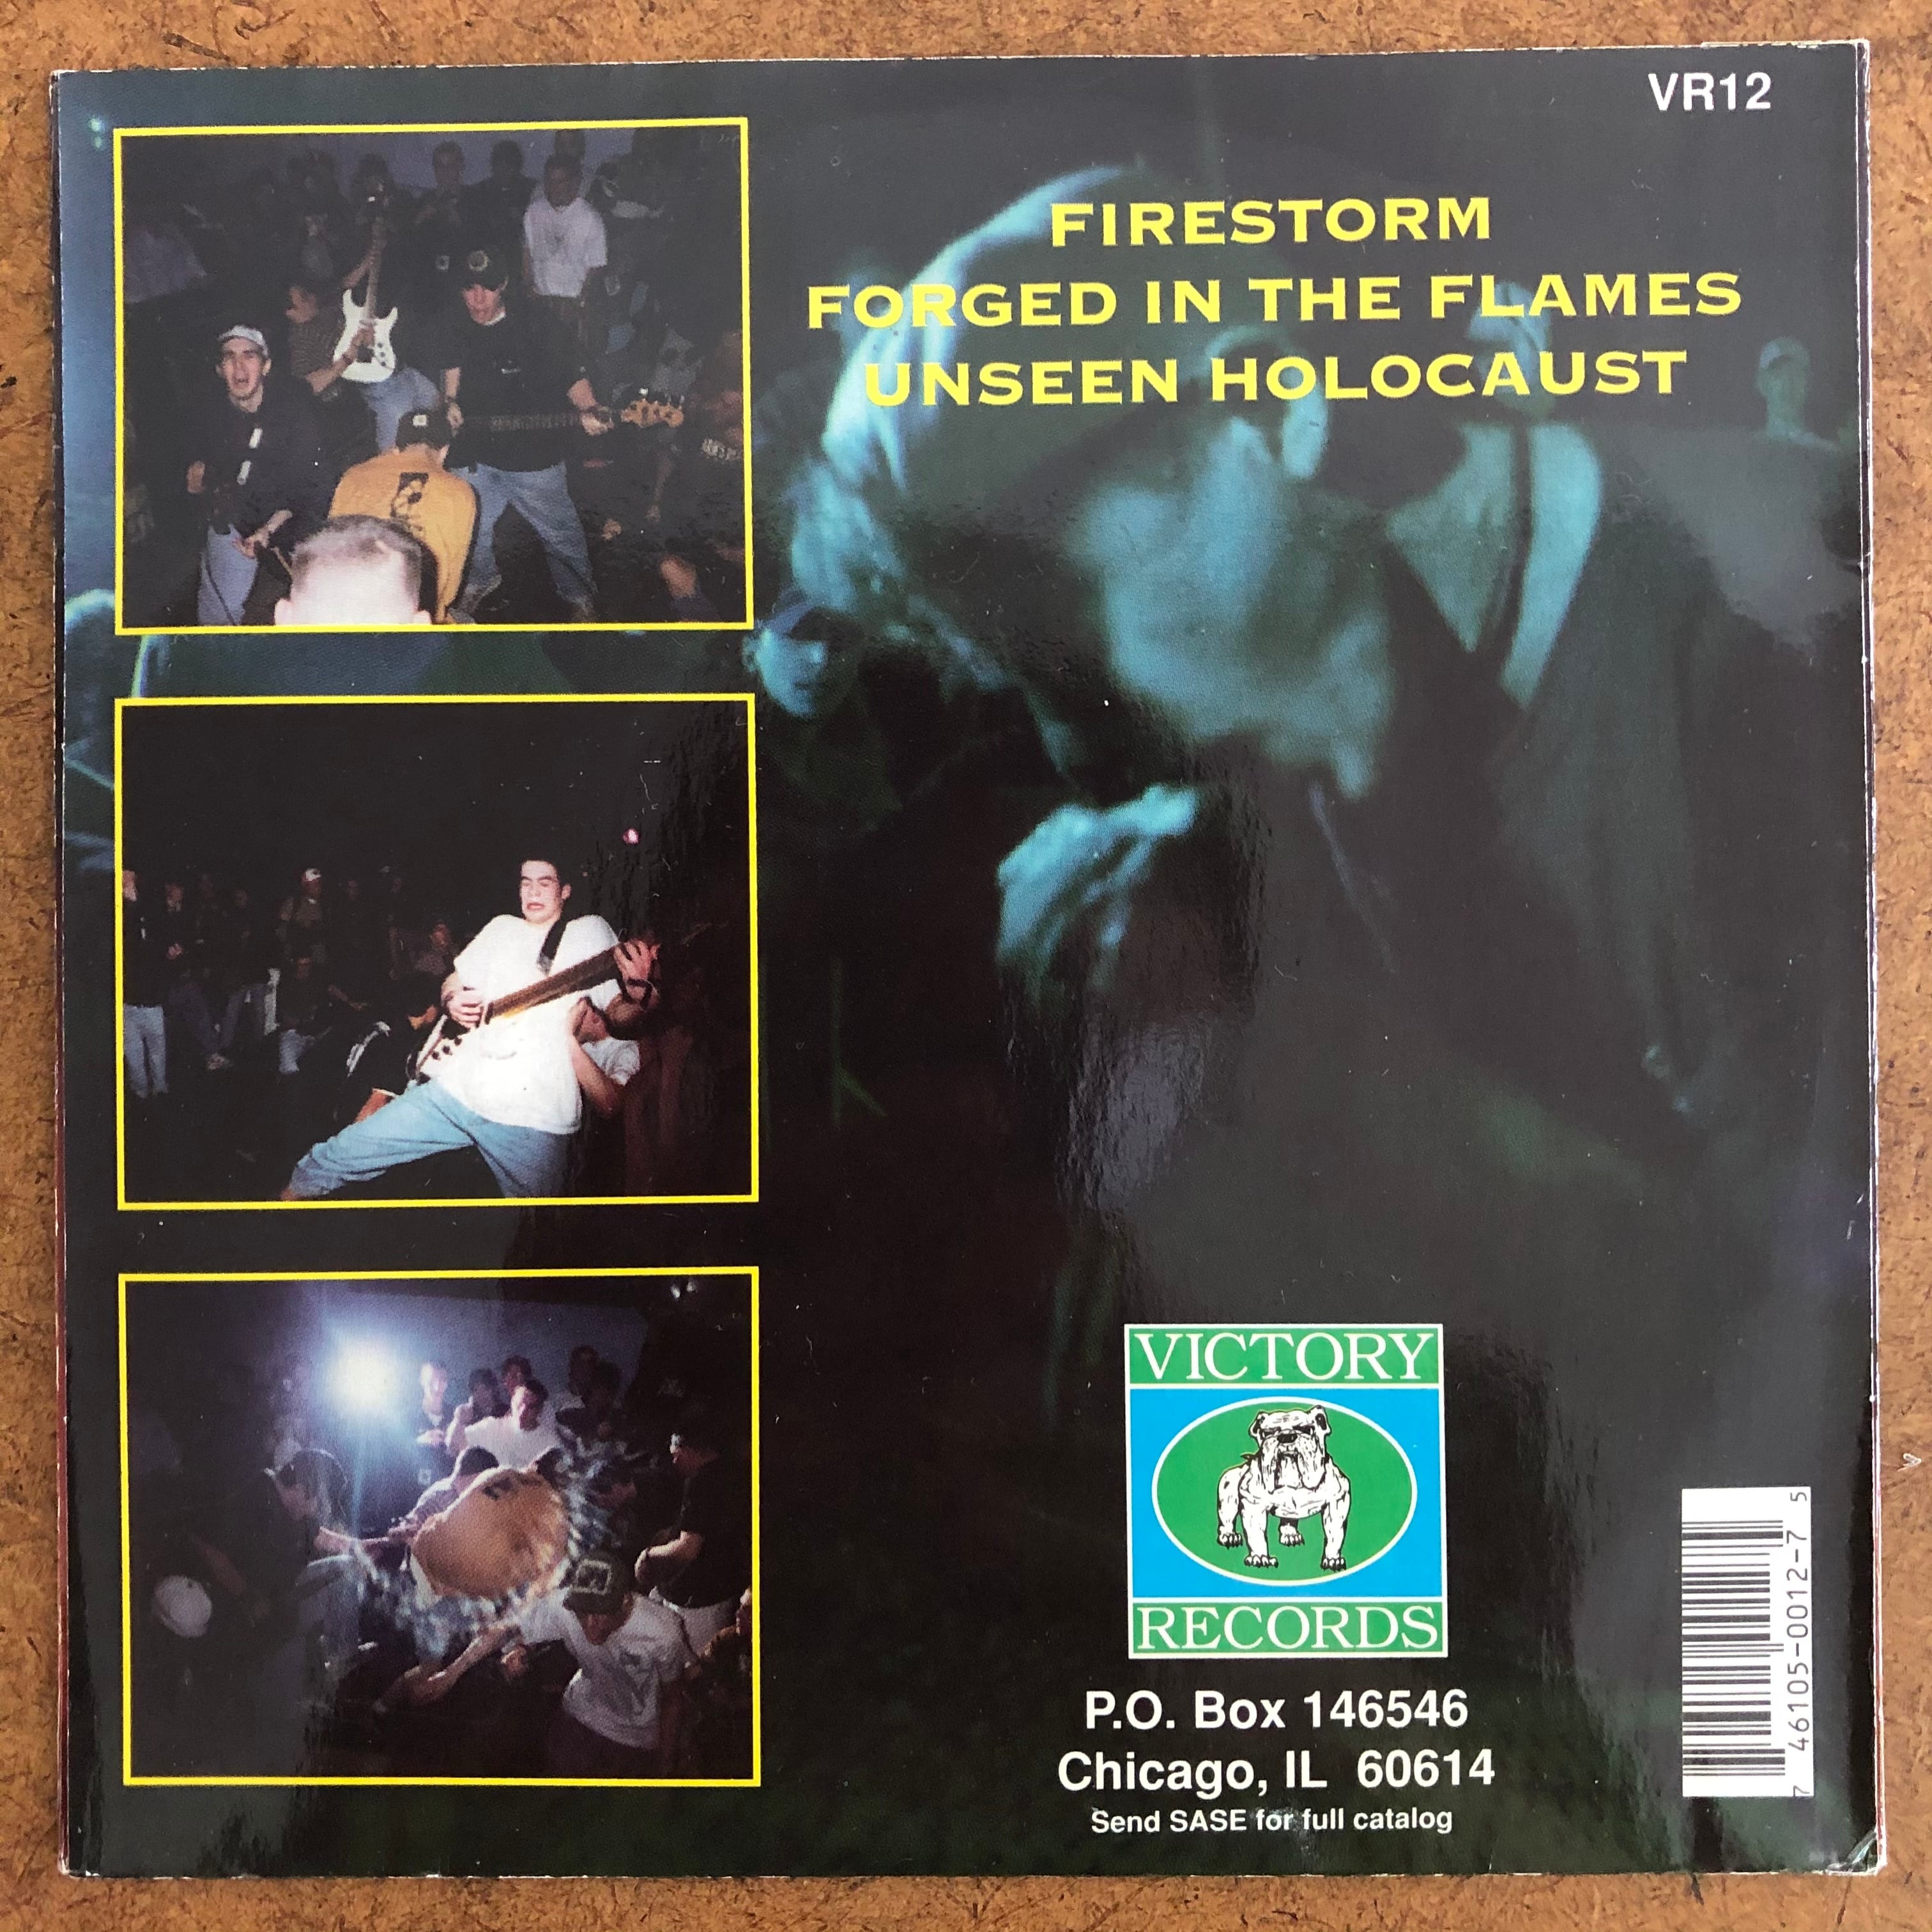 VR12
FIRESTORM
FORGED IN THE FLAMES
UNSEEN HOLOCAUST
VICTORY
RECORDS
P.O. Box 146546
Chicago, IL 60614
Send SASE for full catalog
7 46105-0012-7 5